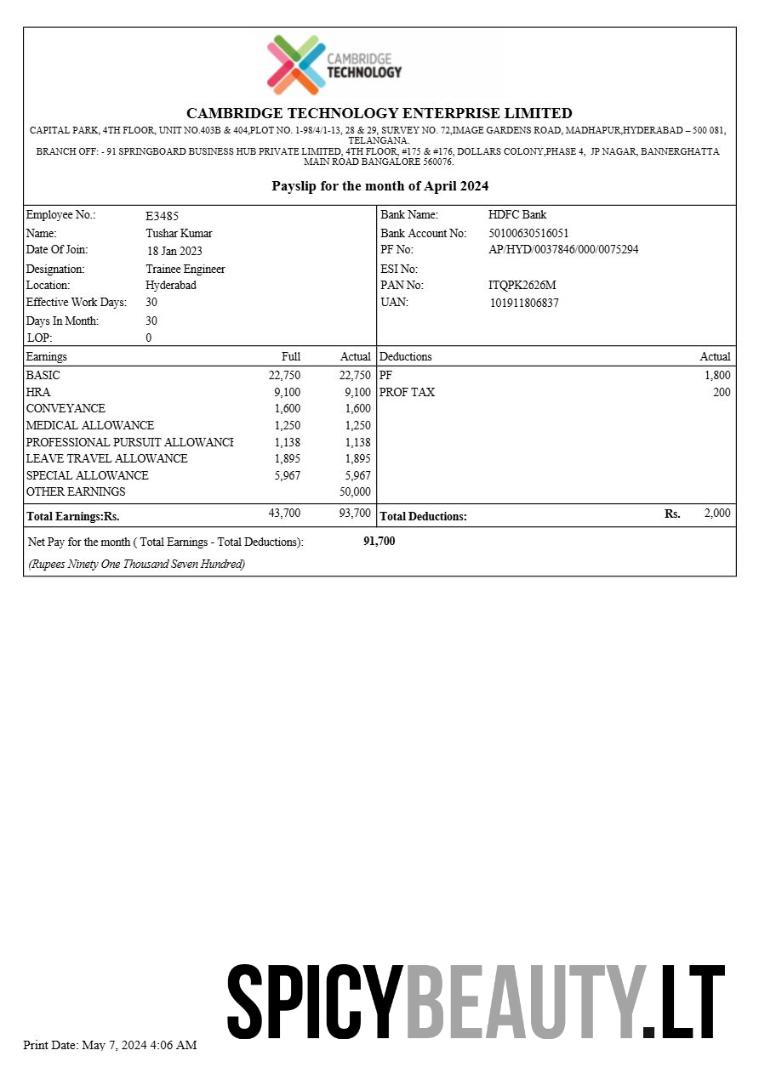 CAMBRIDGE
TECHNOLOGY
CAMBRIDGE TECHNOLOGY ENTERPRISE LIMITED
CAPITAL PARK, 4TH FLOOR, UNIT NO.403B & 404,PLOT NO. 1-98/4/1-13, 28 & 29, SURVEY NO. 72,IMAGE GARDENS ROAD, MADHAPUR,HYDERABAD – 500 081,
TELANGANA.
BRANCH OFF: - 91 SPRINGBOARD BUSINESS HUB PRIVATE LIMITED, 4TH FLOOR, #175 & #176, DOLLARS COLONY,PHASE 4, JP NAGAR, BANNERGHATTA
MAIN ROAD BANGALORE 560076.
Payslip for the month of April 2024
Employee No.: E3485 Bank Name: HDFC Bank
Name: Tushar Kumar Bank Account No: 50100630516051
Date Of Join: 18 Jan 2023 PF No: AP/HYD/0037846/000/0075294
Designation: Trainee Engineer ESI No:
Location: Hyderabad PAN No: ITQPK2626M
Effective Work Days: 30 UAN: 101911806837
Days In Month: 30
LOP: 0
Earnings Full Actual Deductions Actual
BASIC 22,750 22,750 PF 1,800
HRA 9,100 9,100 PROF TAX 200
CONVEYANCE 1,600 1,600
MEDICAL ALLOWANCE 1,250 1,250
PROFESSIONAL PURSUIT ALLOWANCE 1,138 1,138
LEAVE TRAVEL ALLOWANCE 1,895 1,895
SPECIAL ALLOWANCE 5,967 5,967
OTHER EARNINGS 50,000
Total Earnings:Rs. 43,700 93,700 Total Deductions: Rs. 2,000
Net Pay for the month ( Total Earnings - Total Deductions): 91,700
(Rupees Ninety One Thousand Seven Hundred)
SPICYBEAUTY.LT
Print Date: May 7, 2024 4:06 AM